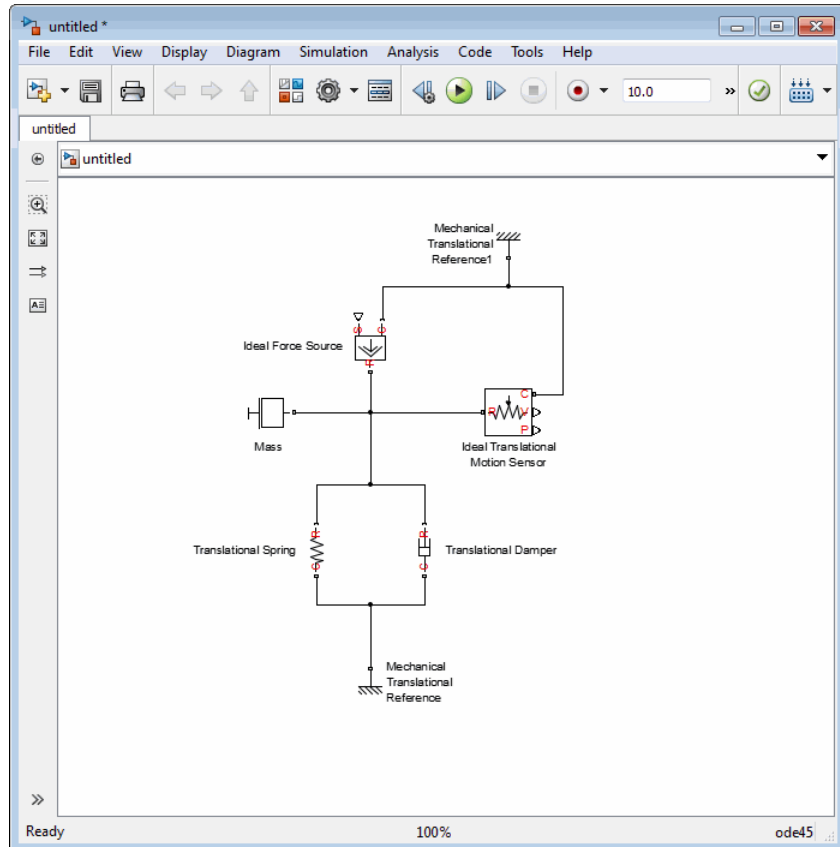 untitled *
File Edit View Display Diagram Simulation Analysis Code Tools Help
10.0
»
untitled
untitled
Mechanical
Translational
Reference1
S
C
Ideal Force Source
R
C
R
V
P
Mass
Ideal Translational
Motion Sensor
R
R
Translational Spring
Translational Damper
C
C
Mechanical
Translational
Reference
»
Ready 100% ode45